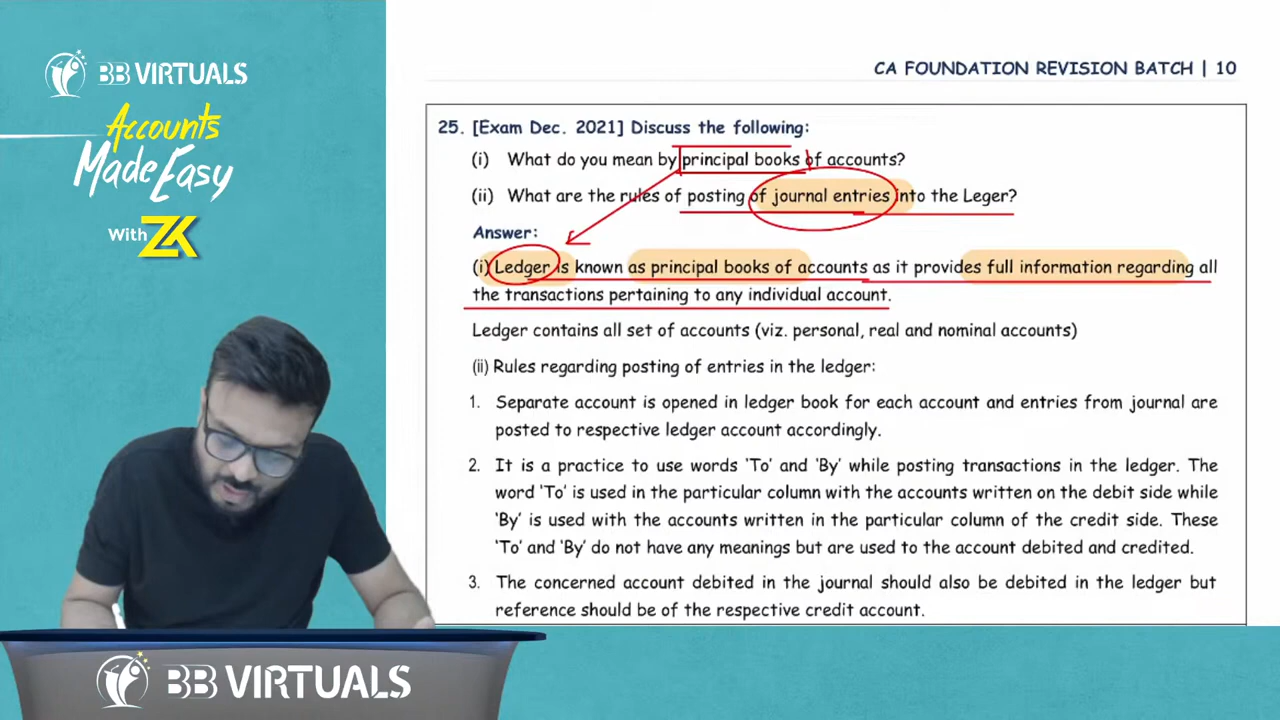 BB VIRTUALS
Accounts
Made Easy
With ZK
CA FOUNDATION REVISION BATCH | 10
25. [Exam Dec. 2021] Discuss the following:
(i) What do you mean by principal books of accounts?
(ii) What are the rules of posting of journal entries into the Leger?
Answer:
(i) Ledger is known as principal books of accounts as it provides full information regarding all
the transactions pertaining to any individual account.
Ledger contains all set of accounts (viz. personal, real and nominal accounts)
(ii) Rules regarding posting of entries in the ledger:
1. Separate account is opened in ledger book for each account and entries from journal are
posted to respective ledger account accordingly.
2. It is a practice to use words 'To' and 'By' while posting transactions in the ledger. The
word 'To' is used in the particular column with the accounts written on the debit side while
'By' is used with the accounts written in the particular column of the credit side. These
'To' and 'By' do not have any meanings but are used to the account debited and credited.
3. The concerned account debited in the journal should also be debited in the ledger but
reference should be of the respective credit account.
BB VIRTUALS